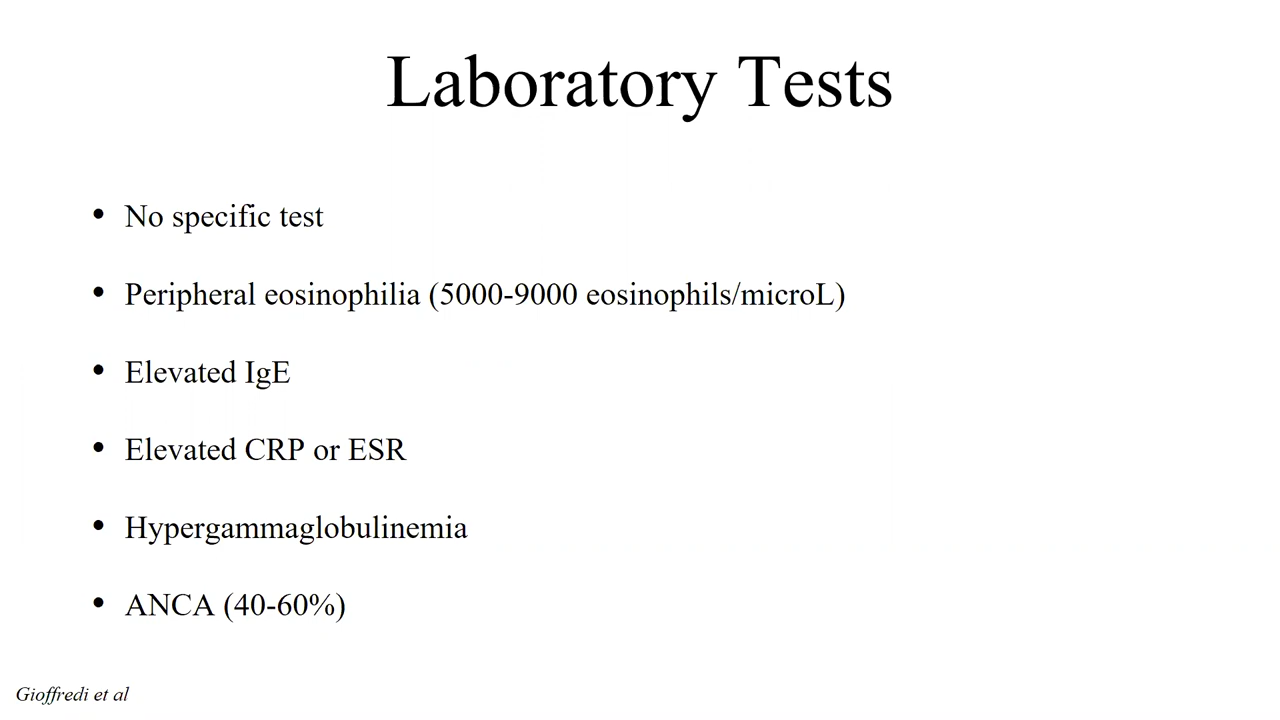 Laboratory Tests
• No specific test
• Peripheral eosinophilia (5000-9000 eosinophils/microL)
• Elevated IgE
• Elevated CRP or ESR
• Hypergammaglobulinemia
• ANCA (40-60%)
Gioffredi et al